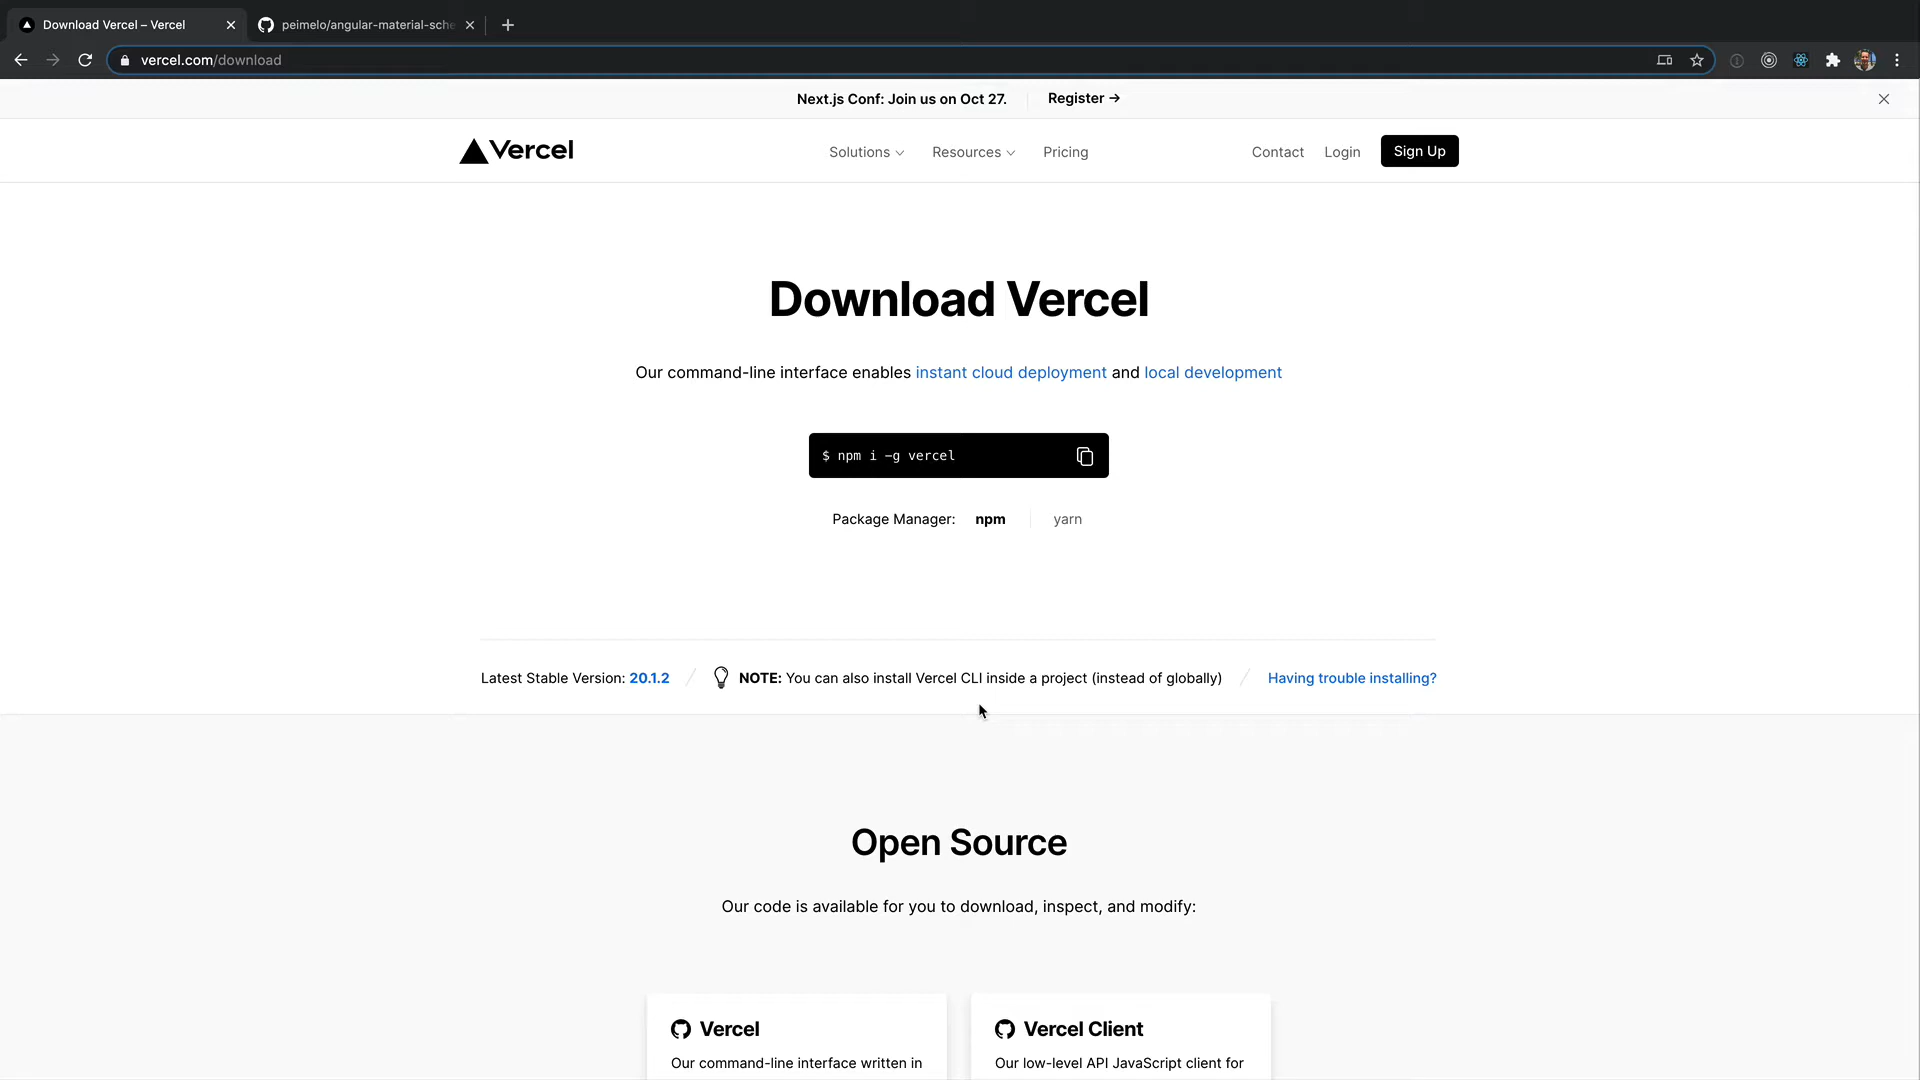 Download Vercel – Vercel
peimelo/angular-material-sche
vercel.com/download
Next.js Conf: Join us on Oct 27.
Register →
Vercel
Solutions
Resources
Pricing
Contact
Login
Sign Up
Download Vercel
Our command-line interface enables instant cloud deployment and local development
$ npm i -g vercel
Package Manager: npm yarn
Latest Stable Version: 20.1.2 / NOTE: You can also install Vercel CLI inside a project (instead of globally) / Having trouble installing?
Open Source
Our code is available for you to download, inspect, and modify:
Vercel
Our command-line interface written in
Vercel Client
Our low-level API JavaScript client for